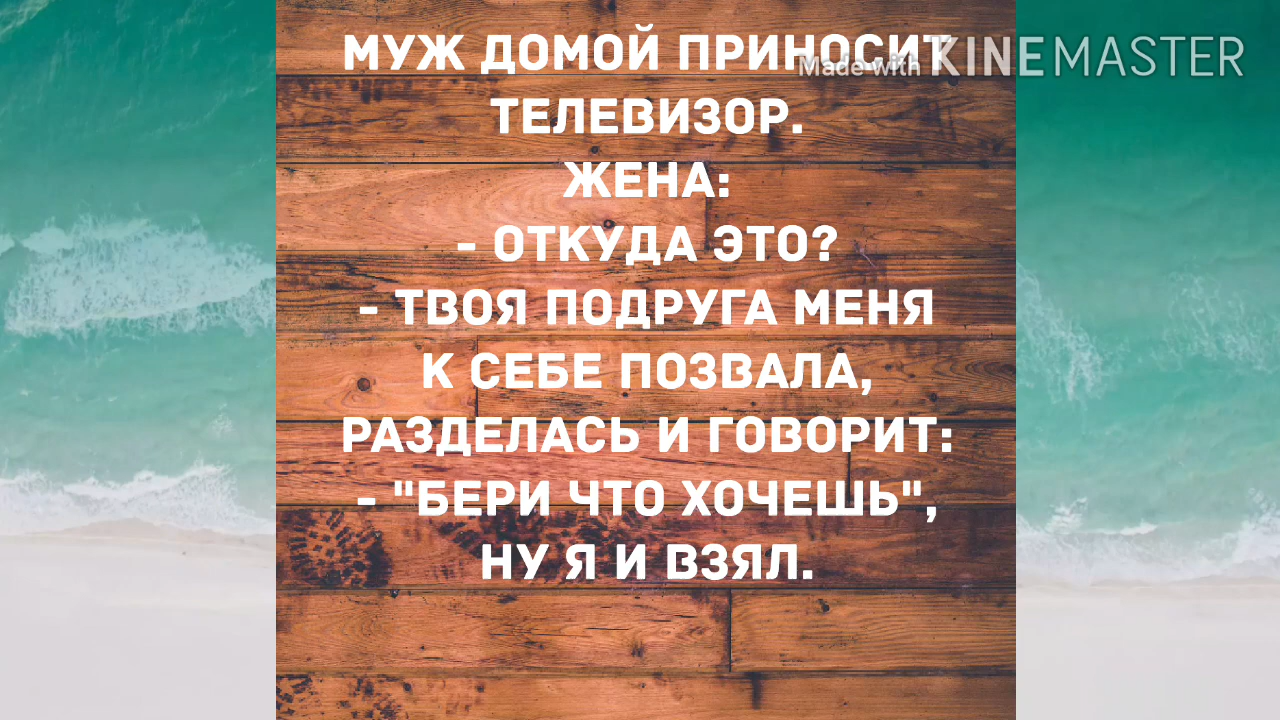 МУЖ ДОМОЙ ПРИНОСИТ
Made with KINEMASTER
ТЕЛЕВИЗОР.
ЖЕНА:
- ОТКУДА ЭТО?
- ТВОЯ ПОДРУГА МЕНЯ
К СЕБЕ ПОЗВАЛА,
РАЗДЕЛАСЬ И ГОВОРИТ:
- "БЕРИ ЧТО ХОЧЕШЬ",
НУ Я И ВЗЯЛ.